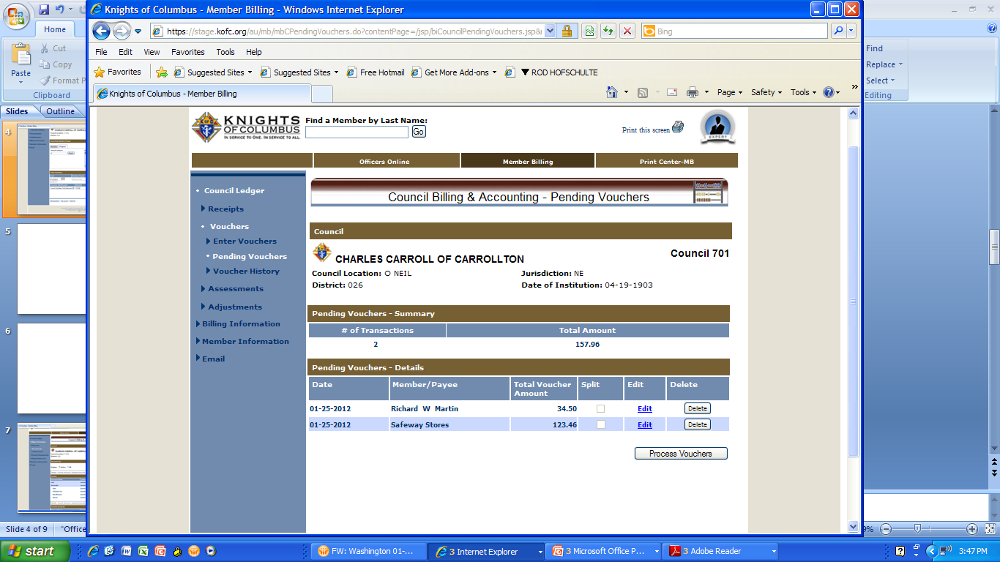 Knights of Columbus - Member Billing - Windows Internet Explorer
https://stage.kofc.org/au/mb/mbCPendingVouchers.do?contentPage=/jsp/biCouncilPendingVouchers.jsp&
Bing
File Edit View Favorites Tools Help
Favorites Suggested Sites Suggested Sites Free Hotmail Get More Add-ons ROD HOFSCHULTE
Knights of Columbus - Member Billing
Page Safety Tools
Home
Paste
Cut
Copy
Format P
Clipboard
Slides Outline
4
5
6
7
Find
Replace
Select
Editing
KNIGHTS
OF COLUMBUS
IN SERVICE TO ONE. IN SERVICE TO ALL.
Find a Member by Last Name:
Go
Print this screen
EXPERT
Officers Online Member Billing Print Center-MB
Council Ledger
Receipts
Vouchers
Enter Vouchers
Pending Vouchers
Voucher History
Assessments
Adjustments
Billing Information
Member Information
Email
Council Billing & Accounting - Pending Vouchers
Council
CHARLES CARROLL OF CARROLLTON Council 701
Council Location: O NEIL Jurisdiction: NE
District: 026 Date of Institution: 04-19-1903
Pending Vouchers - Summary
# of Transactions Total Amount
2 157.96
Pending Vouchers - Details
Date Member/Payee Total Voucher Amount Split Edit Delete
01-25-2012 Richard W Martin 34.50 Edit Delete
01-25-2012 Safeway Stores 123.46 Edit Delete
Process Vouchers
Slide 4 of 9 "Office
9%
start
FW: Washington 01-...
3 Internet Explorer
3 Microsoft Office P...
3 Adobe Reader
3:47 PM